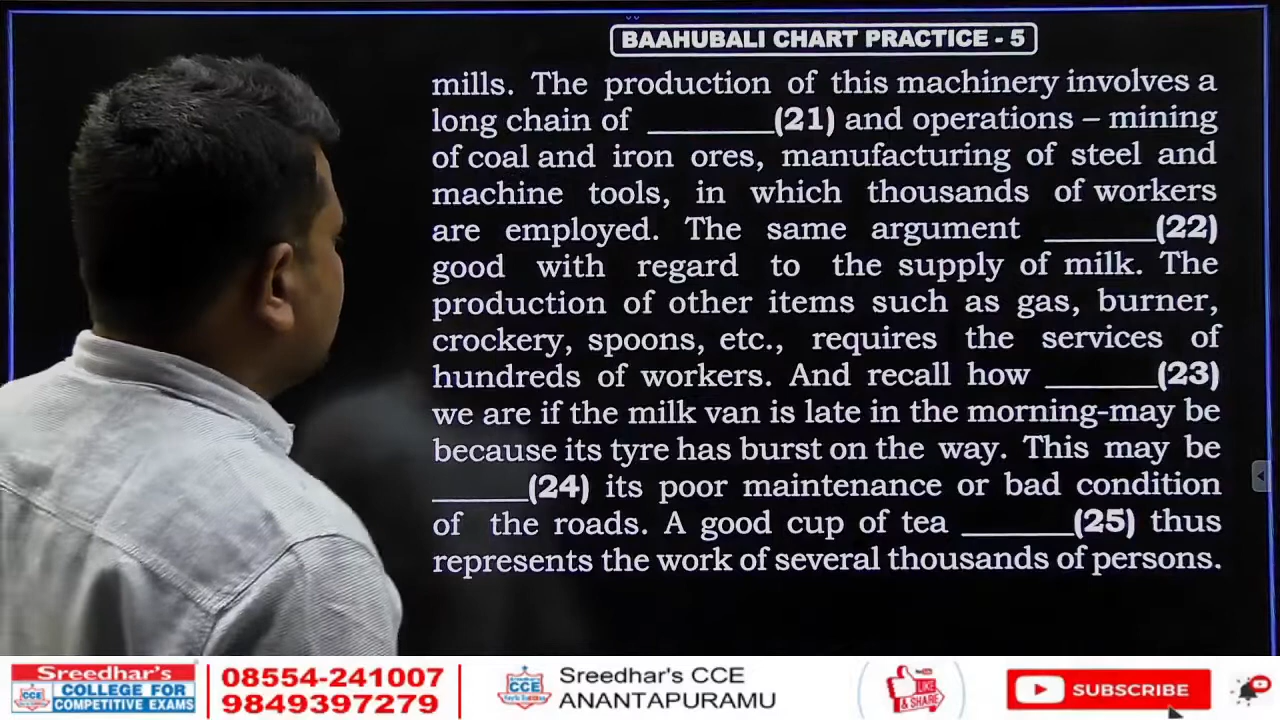 BAAHUBALI CHART PRACTICE - 5
mills. The production of this machinery involves a
long chain of ________(21) and operations – mining
of coal and iron ores, manufacturing of steel and
machine tools, in which thousands of workers
are employed. The same argument _______(22)
good with regard to the supply of milk. The
production of other items such as gas, burner,
crockery, spoons, etc., requires the services of
hundreds of workers. And recall how _______(23)
we are if the milk van is late in the morning-may be
because its tyre has burst on the way. This may be
______(24) its poor maintenance or bad condition
of the roads. A good cup of tea _______(25) thus
represents the work of several thousands of persons.
Sreedhar's
CCE
COLLEGE FOR
COMPETITIVE EXAMS
08554-241007
9849397279
CCE
Sreedhar's CCE
ANANTAPURAMU
You Tube
LIKE
& SHARE
SUBSCRIBE